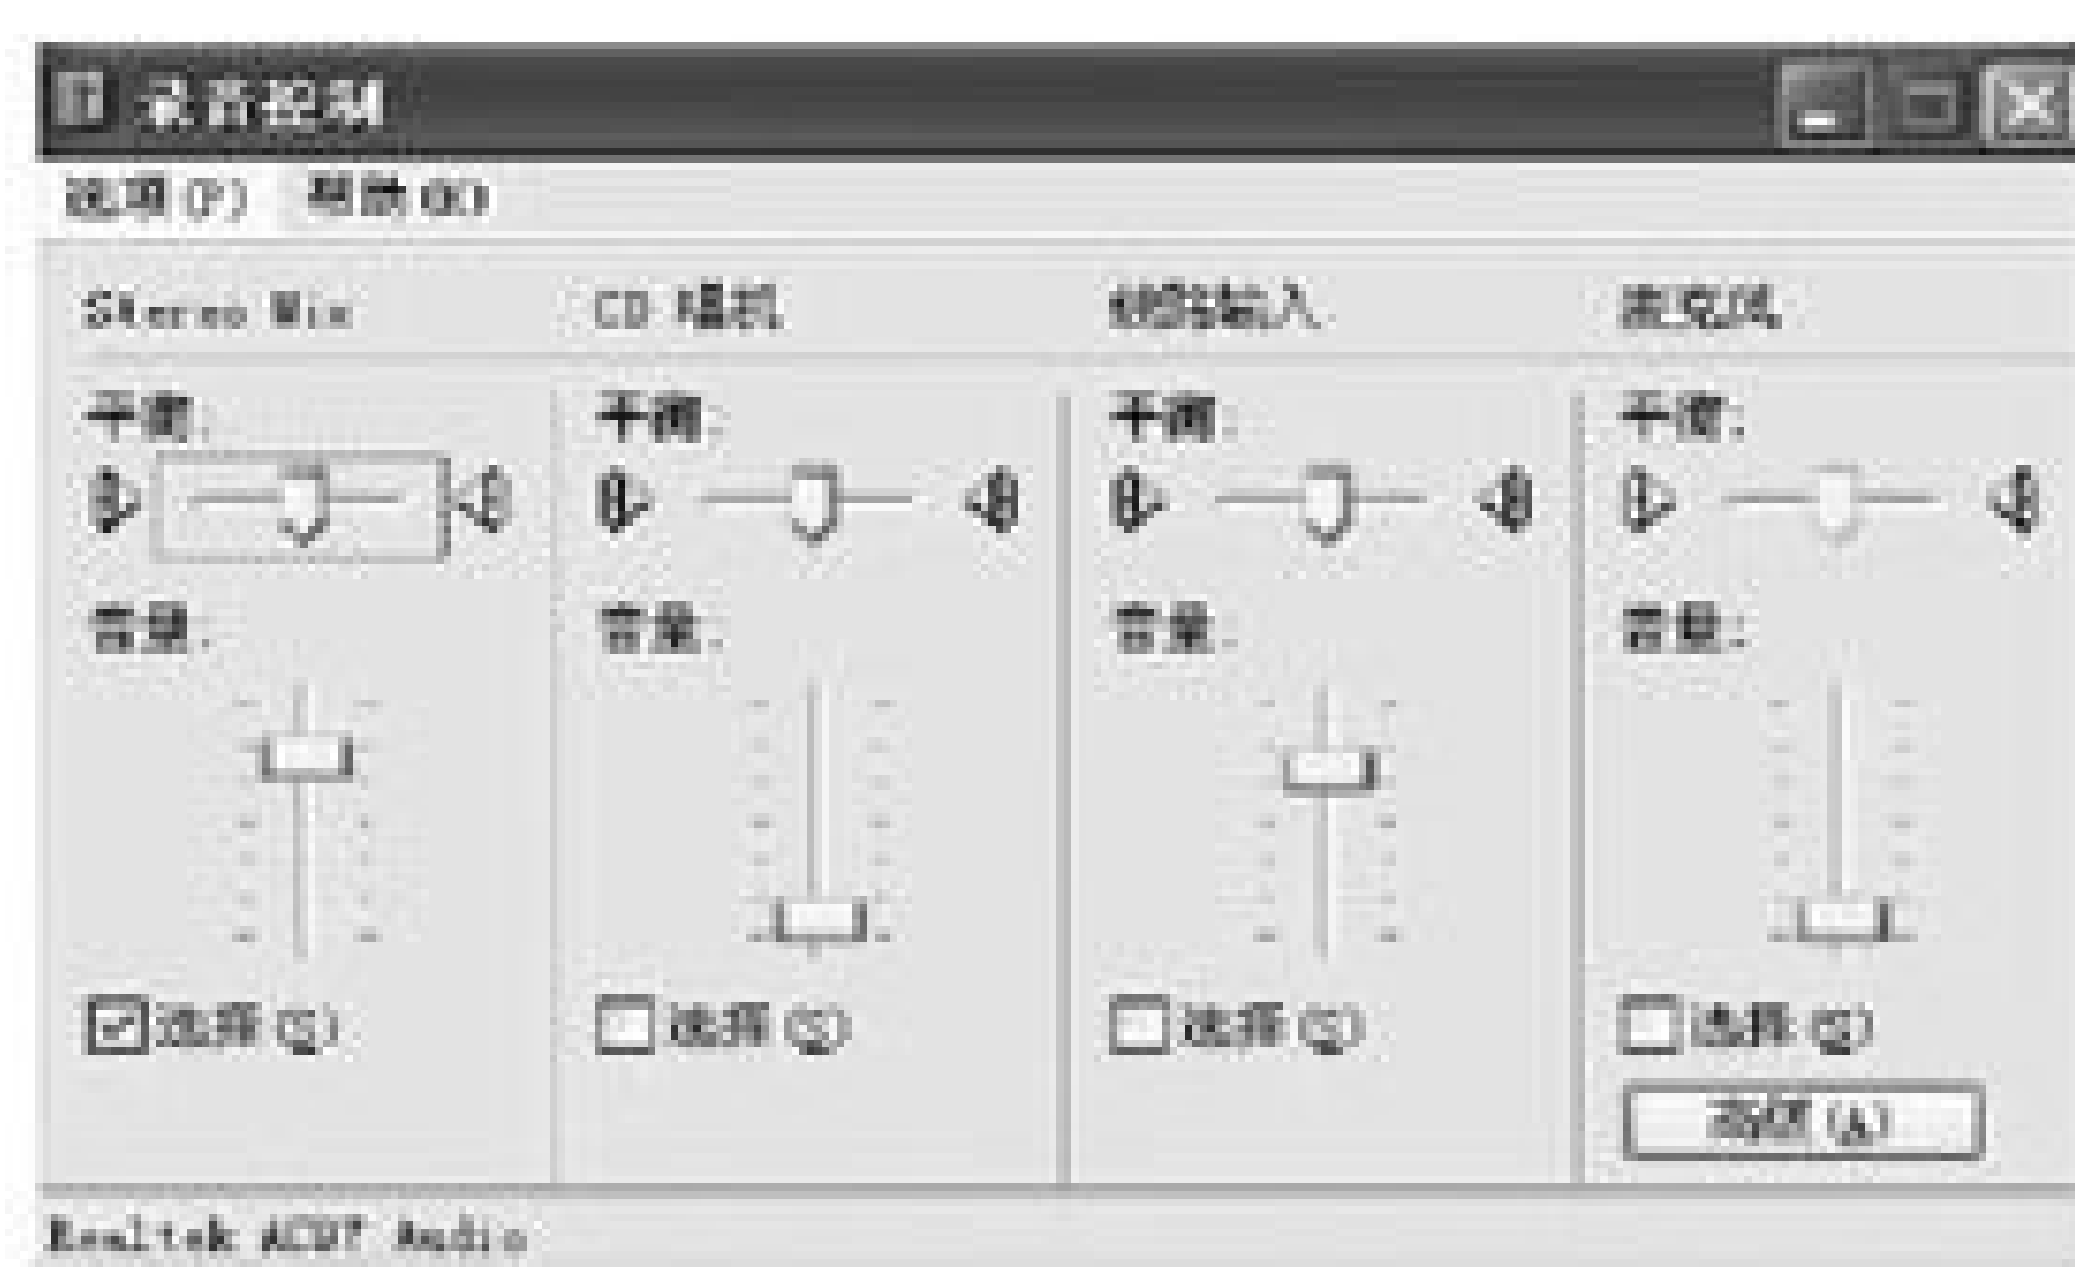 录音控制
选项(P) 帮助(H)
Stereo Mix CD 唱机 线路输入 麦克风
平衡: 平衡: 平衡: 平衡:
音量: 音量: 音量: 音量:
选择(S) 选择(S) 选择(S) 选择(S)
高级(A)
Realtek AC97 Audio